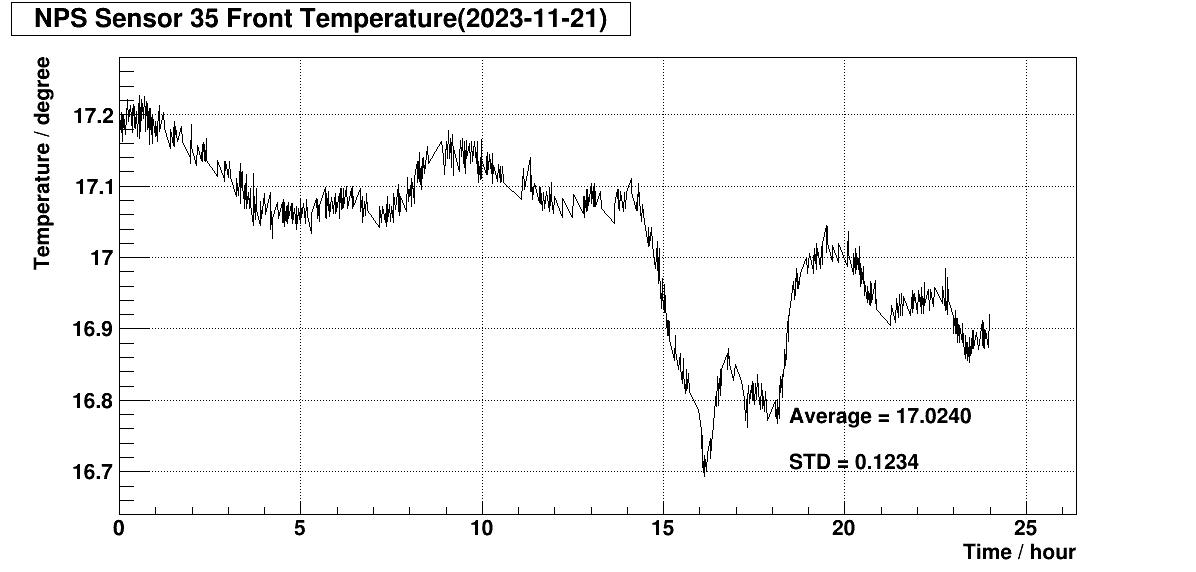 NPS Sensor 35 Front Temperature(2023-11-21)
Temperature / degree
17.2
17.1
17
16.9
16.8
16.7
Average = 17.0240
STD = 0.1234
0 5 10 15 20 25
Time / hour